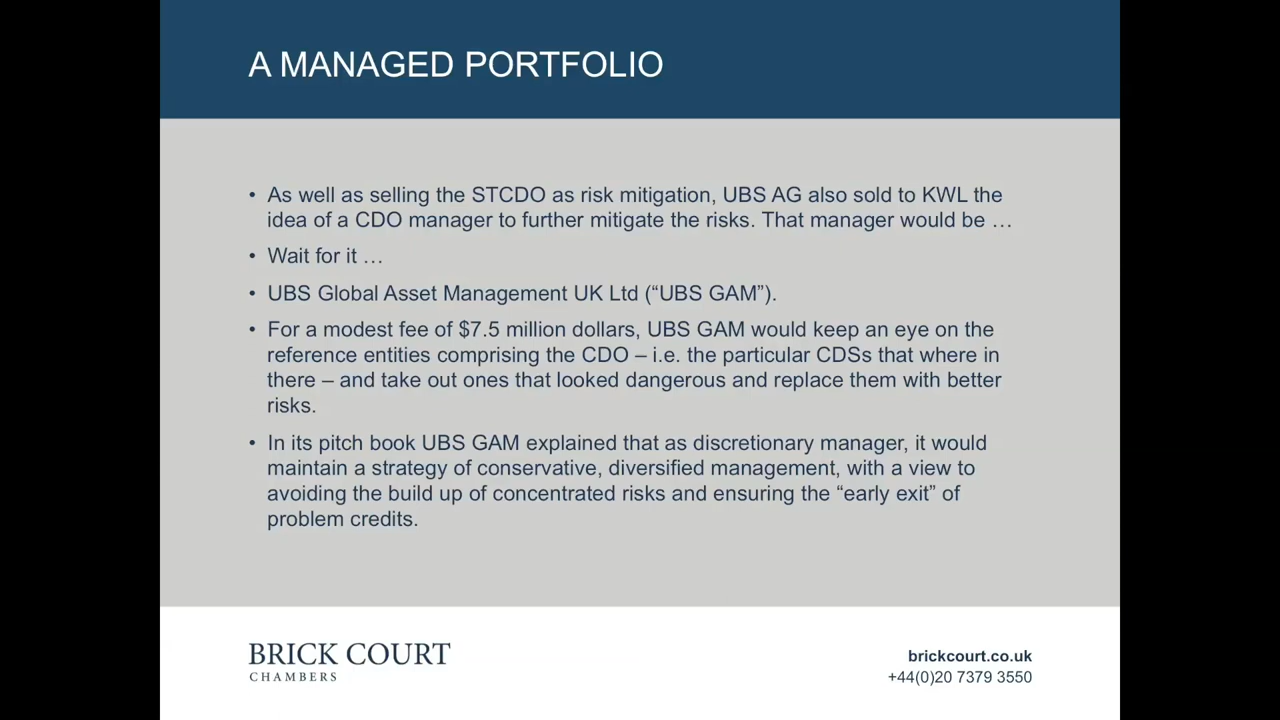 A MANAGED PORTFOLIO
• As well as selling the STCDO as risk mitigation, UBS AG also sold to KWL the
idea of a CDO manager to further mitigate the risks. That manager would be …
• Wait for it …
• UBS Global Asset Management UK Ltd (“UBS GAM”).
• For a modest fee of $7.5 million dollars, UBS GAM would keep an eye on the
reference entities comprising the CDO – i.e. the particular CDSs that where in
there – and take out ones that looked dangerous and replace them with better
risks.
• In its pitch book UBS GAM explained that as discretionary manager, it would
maintain a strategy of conservative, diversified management, with a view to
avoiding the build up of concentrated risks and ensuring the “early exit” of
problem credits.
BRICK COURT
CHAMBERS
brickcourt.co.uk
+44(0)20 7379 3550